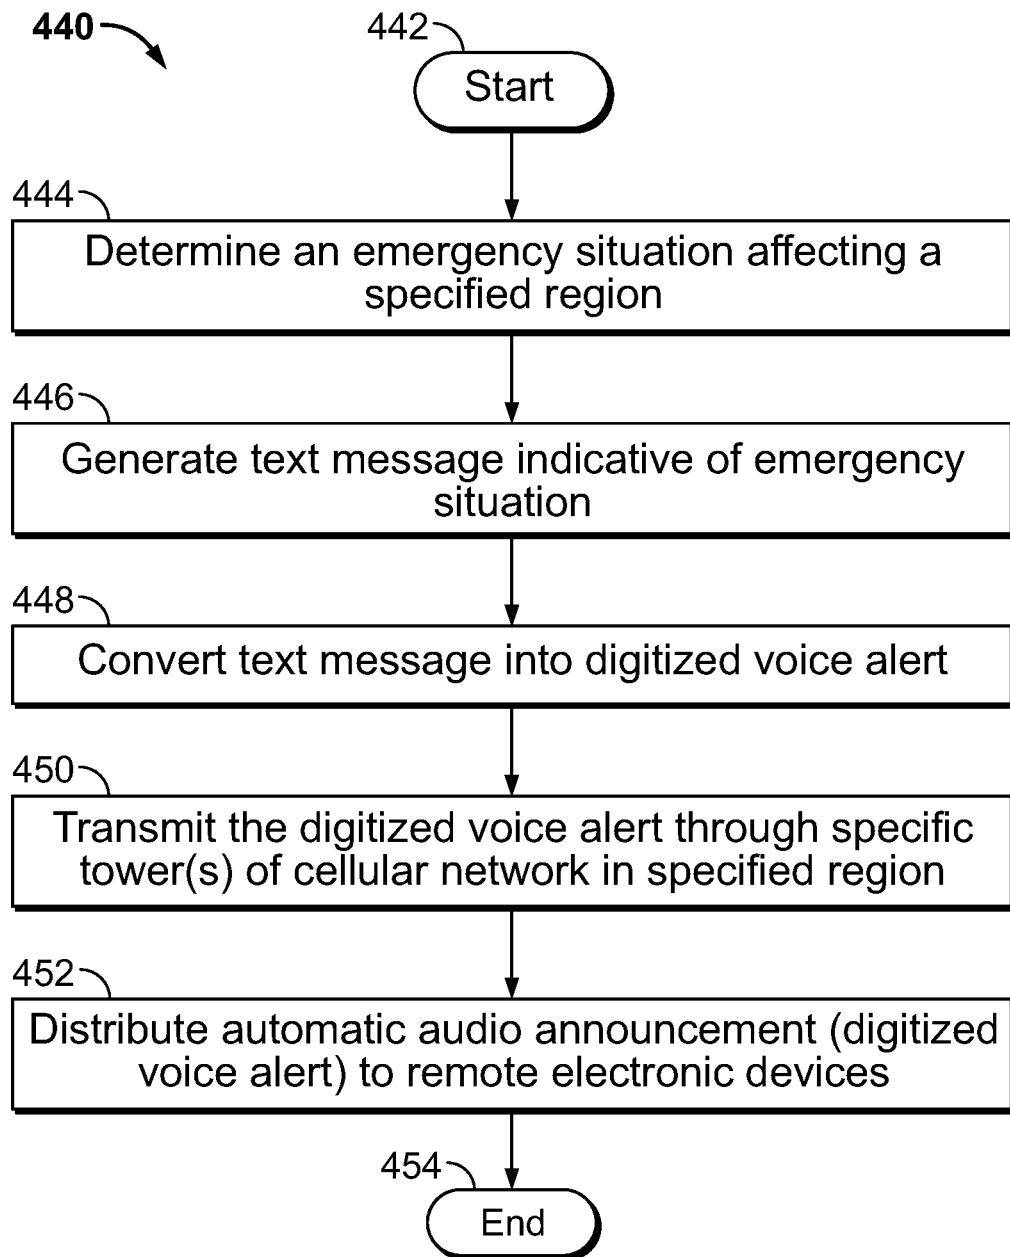 440
442
Start
444
Determine an emergency situation affecting a
specified region
446
Generate text message indicative of emergency
situation
448
Convert text message into digitized voice alert
450
Transmit the digitized voice alert through specific
tower(s) of cellular network in specified region
452
Distribute automatic audio announcement (digitized
voice alert) to remote electronic devices
454
End